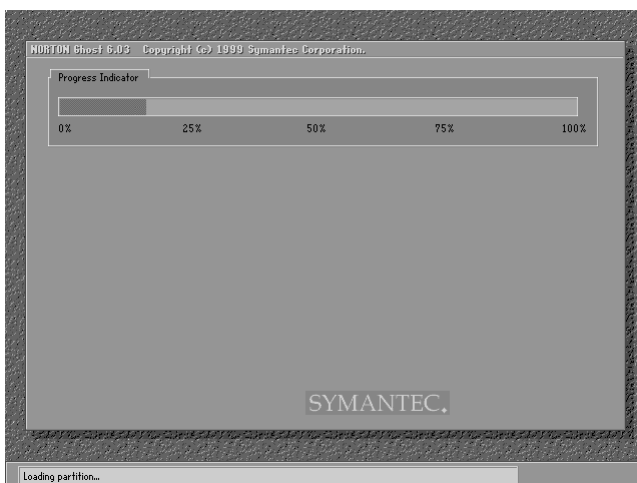 NORTON Ghost 6.03 Copyright (c) 1999 Symantec Corporation.
Progress Indicator
0% 25% 50% 75% 100%
SYMANTEC.
Loading partition...